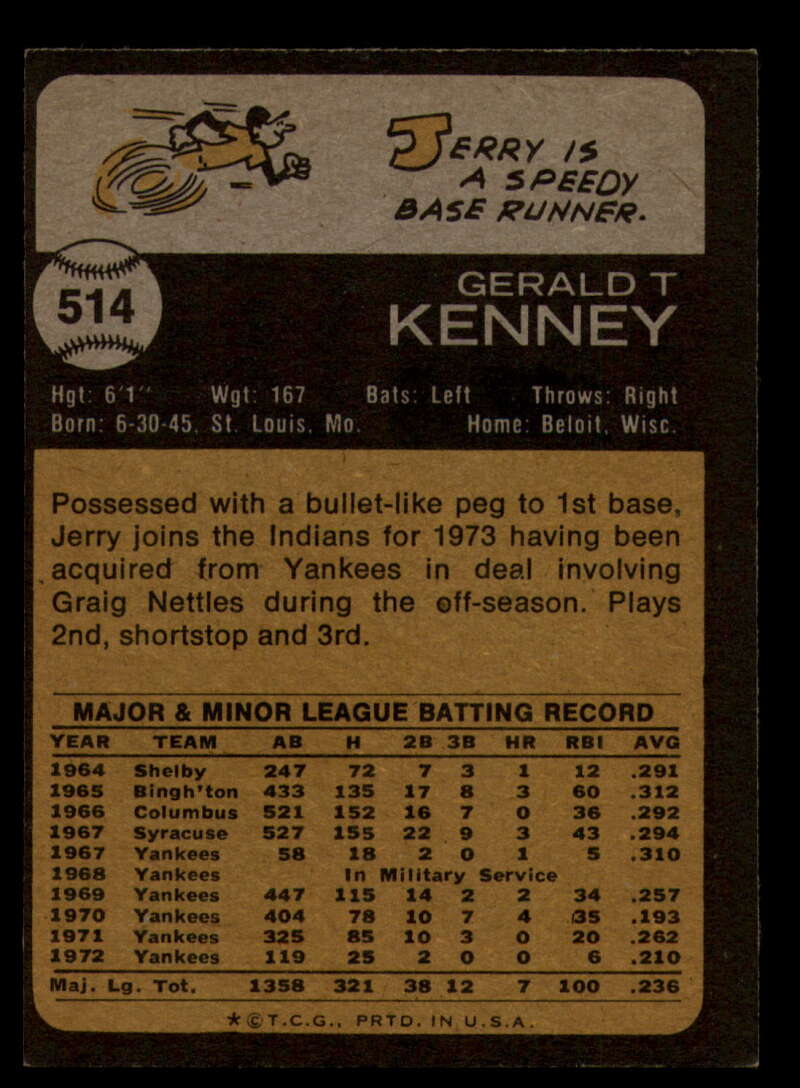 JERRY IS
A SPEEDY
BASE RUNNER.
514
GERALD T
KENNEY
Hgt: 6'1" Wgt: 167 Bats: Left Throws: Right
Born: 6-30-45, St. Louis, Mo. Home: Beloit, Wisc.
Possessed with a bullet-like peg to 1st base,
Jerry joins the Indians for 1973 having been
acquired from Yankees in deal involving
Graig Nettles during the off-season. Plays
2nd, shortstop and 3rd.
MAJOR & MINOR LEAGUE BATTING RECORD
YEAR TEAM AB H 2B 3B HR RBI AVG
1964 Shelby 247 72 7 3 1 12 .291
1965 Bingh'ton 433 135 17 8 3 60 .312
1966 Columbus 521 152 16 7 0 36 .292
1967 Syracuse 527 155 22 9 3 43 .294
1967 Yankees 58 18 2 0 1 5 .310
1968 Yankees In Military Service
1969 Yankees 447 115 14 2 2 34 .257
1970 Yankees 404 78 10 7 4 35 .193
1971 Yankees 325 85 10 3 0 20 .262
1972 Yankees 119 25 2 0 0 6 .210
Maj. Lg. Tot. 1358 321 38 12 7 100 .236
★©T.C.G., PRTD. IN U.S.A.